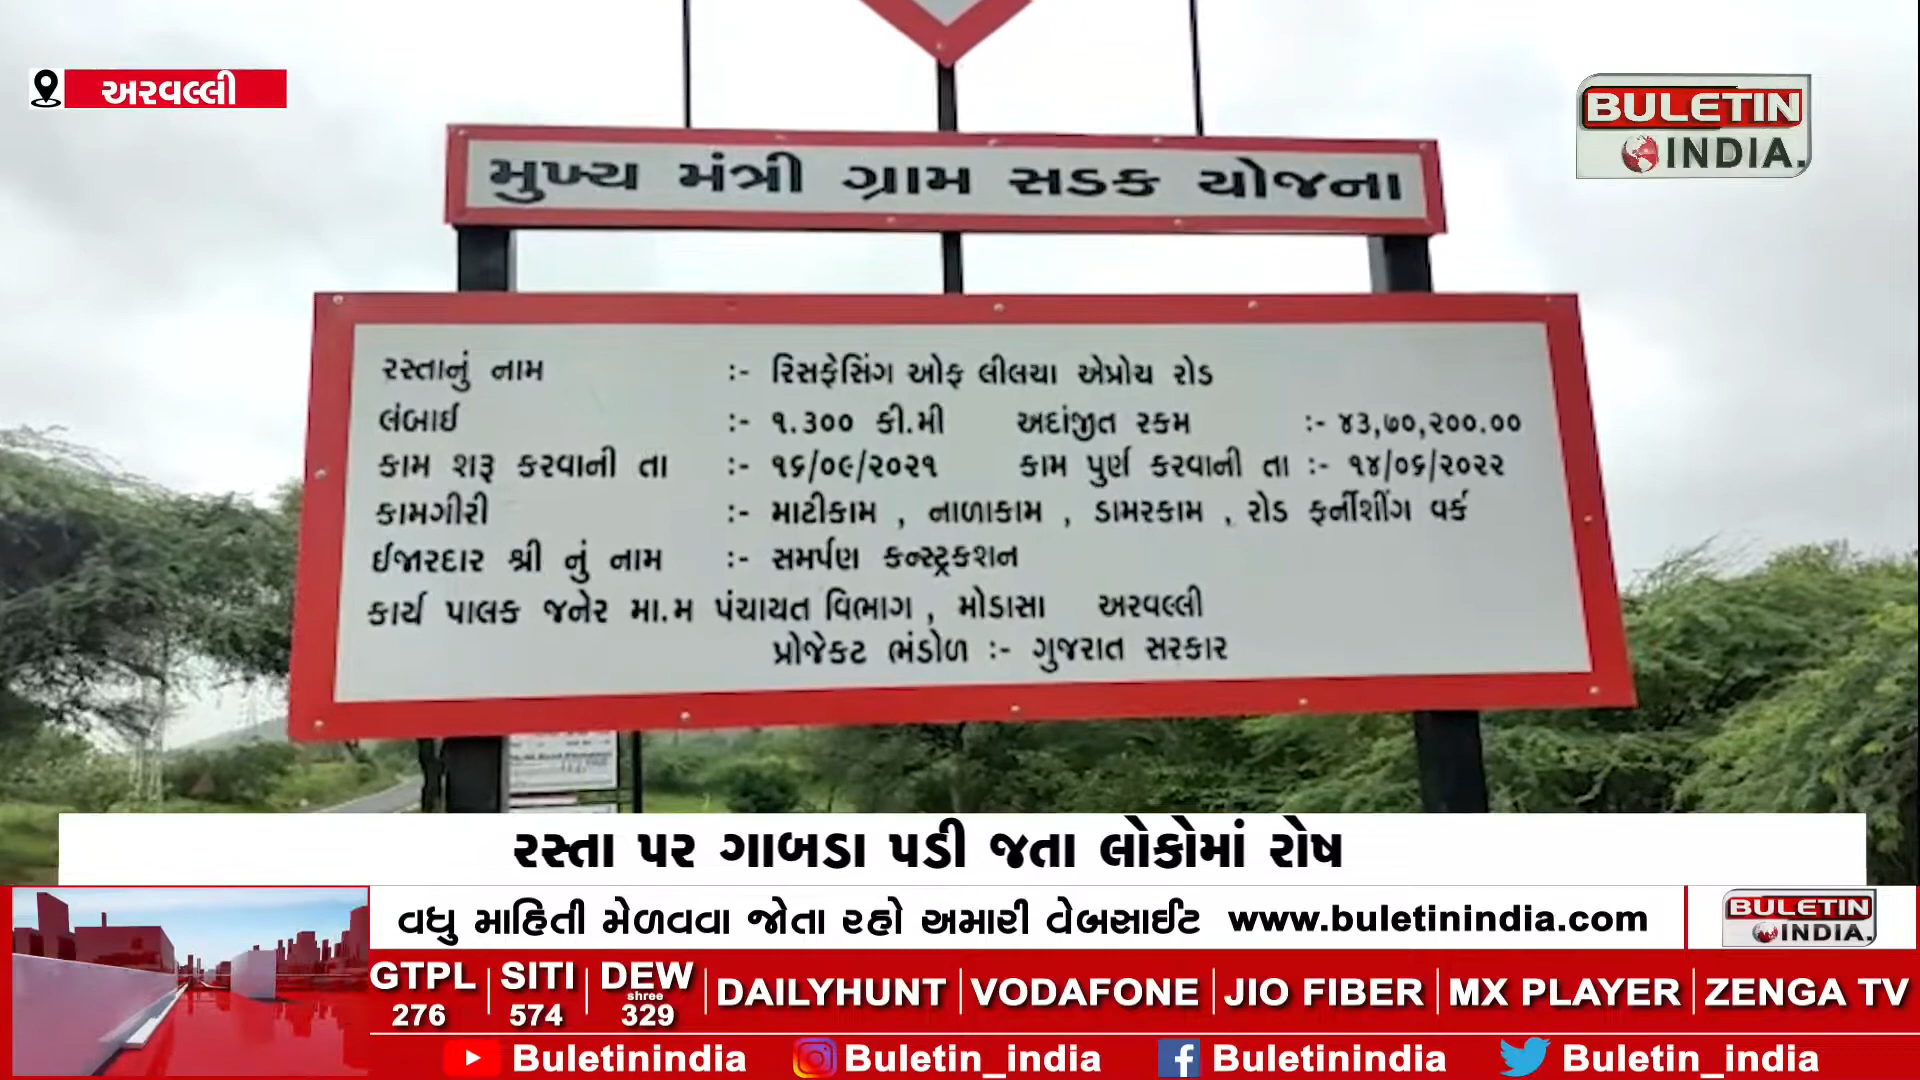 અરવલ્લી
BULETIN
INDIA.
મુખ્ય મંત્રી ગ્રામ સડક યોજના
રસ્તાનું નામ :- રિસફેસિંગ ઓફ લીલચા એપ્રોચ રોડ
લંબાઈ :- ૧.૩૦૦ કી.મી અદાંજીત રકમ :- ૪૩,૭૦,૨૦૦.૦૦
કામ શરૂ કરવાની તા :- ૧૬/૦૯/૨૦૨૧ કામ પુર્ણ કરવાની તા :- ૧૪/૦૬/૨૦૨૨
કામગીરી :- માટીકામ , નાળાકામ , ડામરકામ , રોડ ફર્નીશીંગ વર્ક
ઈજારદાર શ્રી નું નામ :- સમર્પણ કન્સ્ટ્રકશન
કાર્ય પાલક જનેર મા.મ પંચાયત વિભાગ , મોડાસા અરવલ્લી
પ્રોજેકટ ભંડોળ :- ગુજરાત સરકાર
રસ્તા પર ગાબડા પડી જતા લોકોમાં રોષ
વધુ માહિતી મેળવવા જોતા રહો અમારી વેબસાઈટ www.buletinindia.com
BULETIN
INDIA.
GTPL 276 | SITI 574 | DEW shree 329 | DAILYHUNT | VODAFONE | JIO FIBER | MX PLAYER | ZENGA TV
Buletinindia Buletin_india Buletinindia Buletin_india